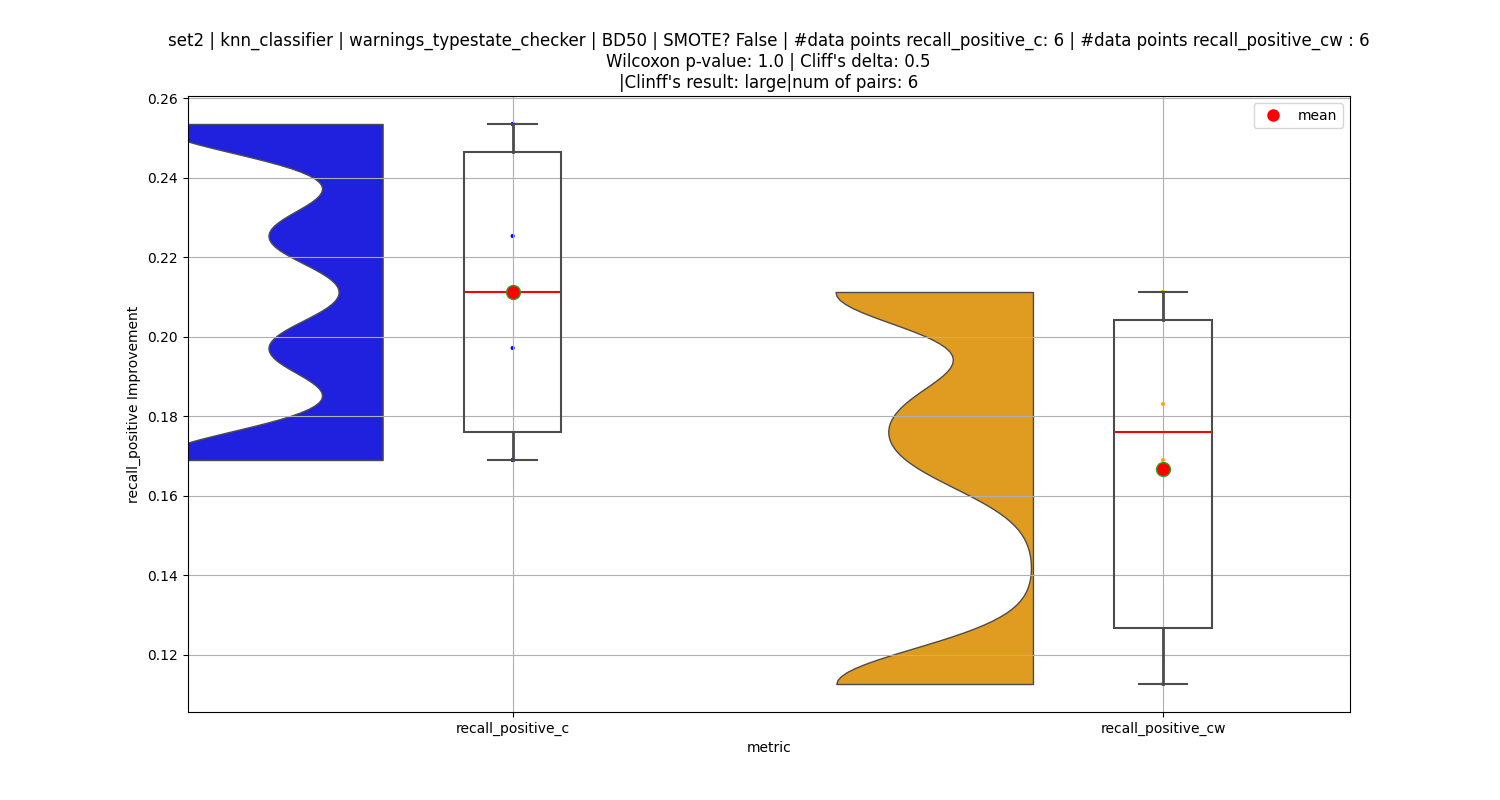 set2 | knn_classifier | warnings_typestate_checker | BD50 | SMOTE? False | #data points recall_positive_c: 6 | #data points recall_positive_cw : 6
Wilcoxon p-value: 1.0 | Cliff's delta: 0.5
|Clinff's result: large|num of pairs: 6
mean
recall_positive Improvement
0.26
0.24
0.22
0.20
0.18
0.16
0.14
0.12
recall_positive_c
recall_positive_cw
metric